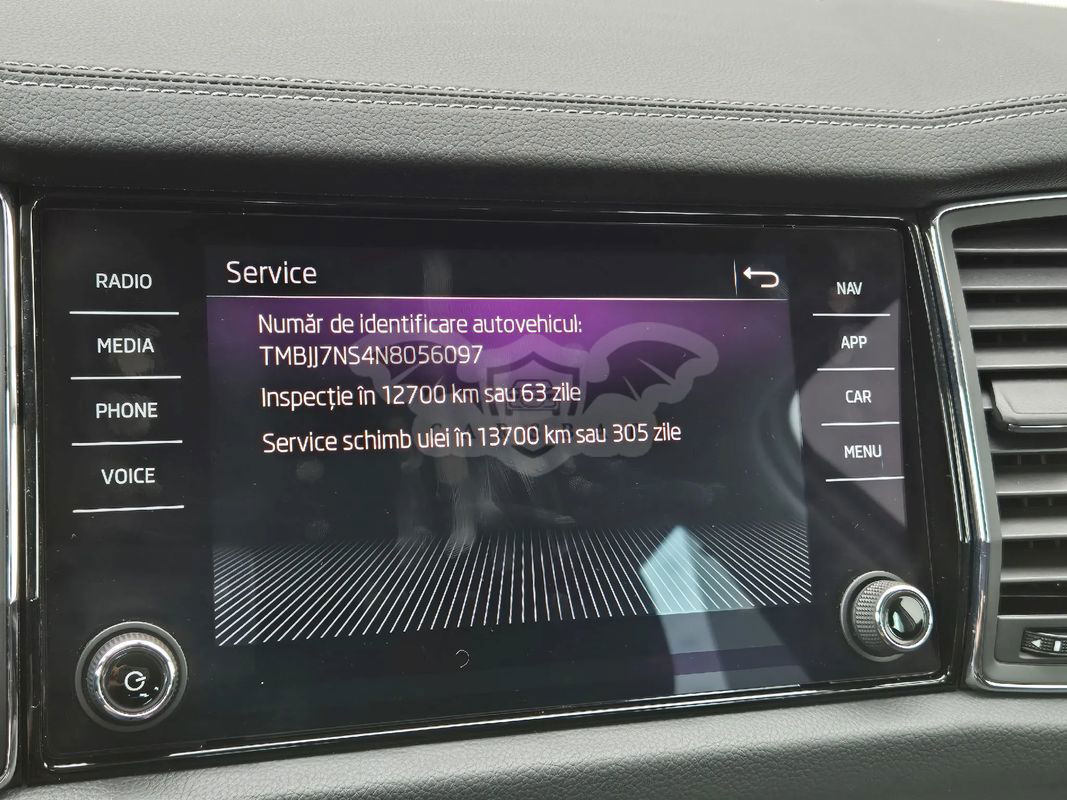 Service
RADIO
MEDIA
PHONE
VOICE
Număr de identificare autovehicul:
TMBJJ7NS4N8056097
Inspecție în 12700 km sau 63 zile
Service schimb ulei în 13700 km sau 305 zile
NAV
APP
CAR
MENU